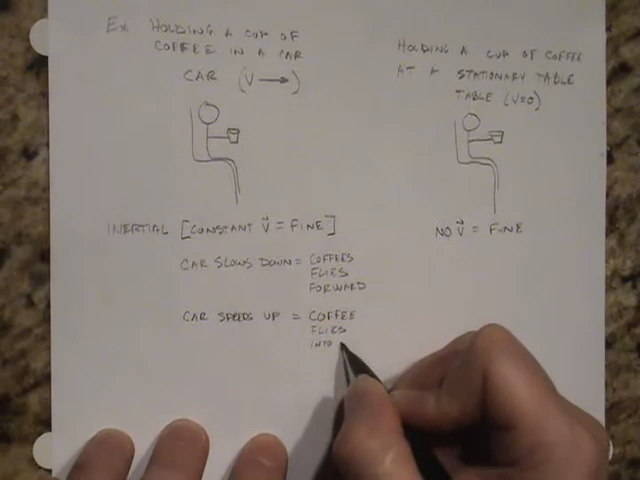 Ex HOLDING A CUP OF
COFFEE IN A CAR
CAR (V →)
HOLDING A CUP OF COFFEE
AT A STATIONARY TABLE
TABLE (V=0)
INERTIAL [CONSTANT V⃗ = FINE]
NO V⃗ = FINE
CAR SLOWS DOWN = COFFEES
FLIES
FORWARD
CAR SPEEDS UP = COFFEE
FLIES
INTO